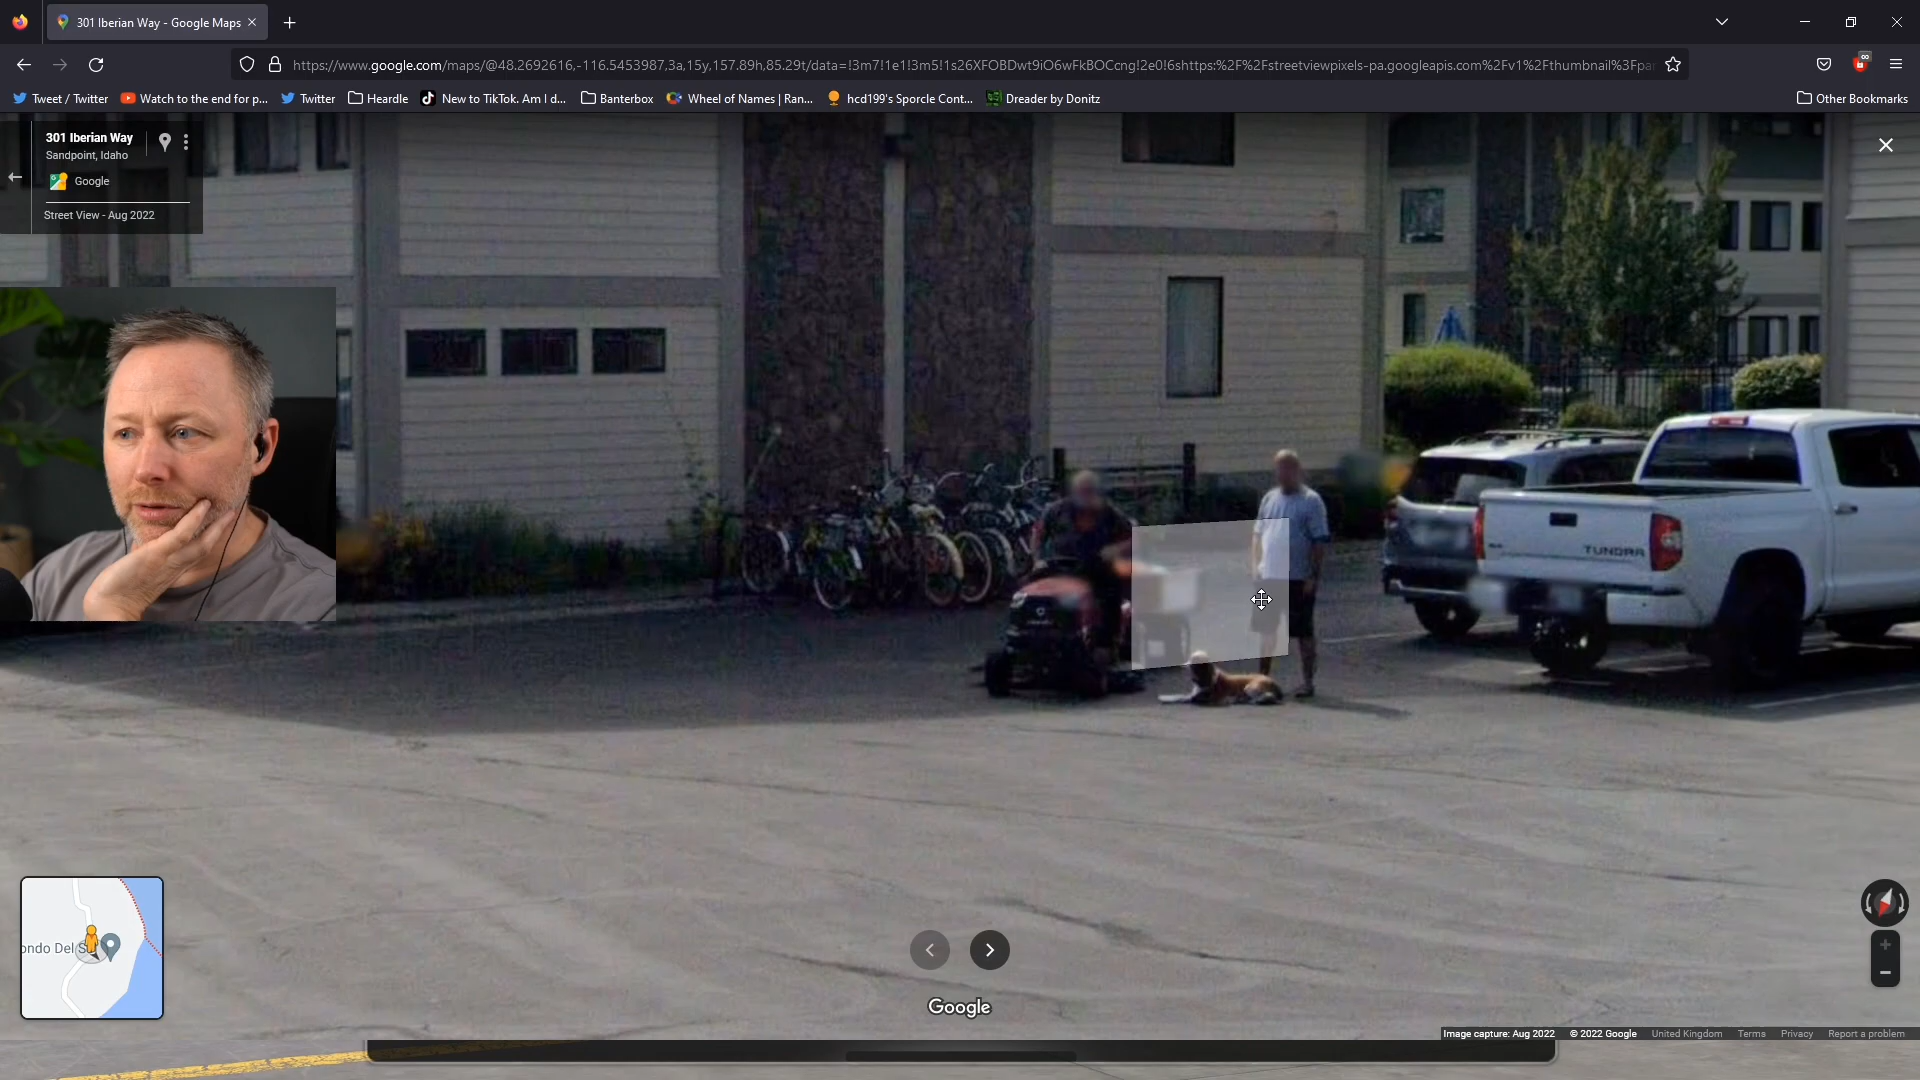 301 Iberian Way - Google Maps
https://www.google.com/maps/@48.2692616,-116.5453987,3a,15y,157.89h,85.29t/data=!3m7!1e1!3m5!1s26XFOBDwt9iO6wFkBOCcng!2e0!6shttps:%2F%2Fstreetviewpixels-pa.googleapis.com%2Fv1%2Fthumbnail%3Fpa
Tweet / Twitter Watch to the end for p... Twitter Heardle New to TikTok. Am I d... Banterbox Wheel of Names | Ran... hcd199's Sporcle Cont... Dreader by Donitz Other Bookmarks
301 Iberian Way
Sandpoint, Idaho
Google
Street View - Aug 2022
TUNDRA
ondo Del S
Google
Image capture: Aug 2022 © 2022 Google United Kingdom Terms Privacy Report a problem